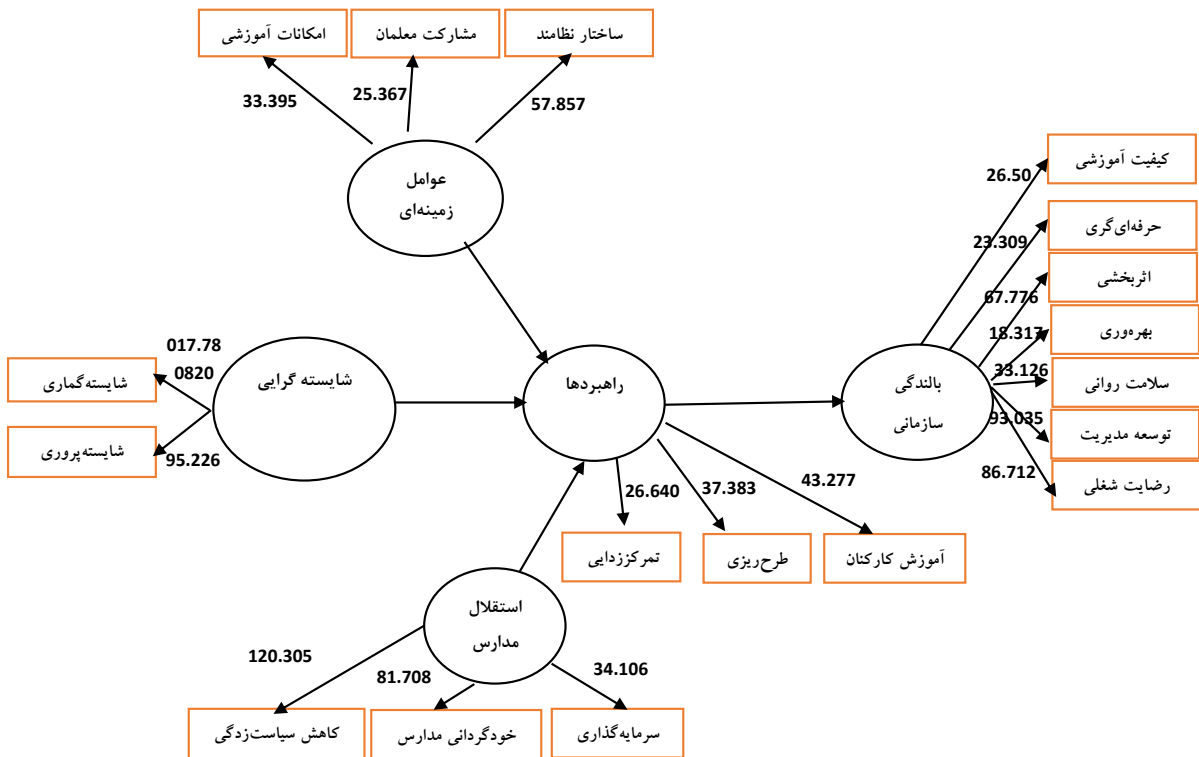 امکانات آموزشی
مشارکت معلمان
ساختار نظامند
33.395
25.367
57.857
عوامل
زمینه‌ای
کیفیت آموزشی
26.50
حرفه‌ای‌گری
23.309
اثربخشی
67.776
بهره‌وری
18.317
سلامت روانی
33.126
توسعه مدیریت
93.035
رضایت شغلی
86.712
بالندگی
سازمانی
راهبردها
شایسته گرایی
017.78
0820
شایسته‌گماری
شایسته‌پروری
95.226
26.640
37.383
43.277
تمرکززدایی
طرح‌ریزی
آموزش کارکنان
استقلال
مدارس
120.305
81.708
34.106
کاهش سیاست‌زدگی
خودگردانی مدارس
سرمایه‌گذاری